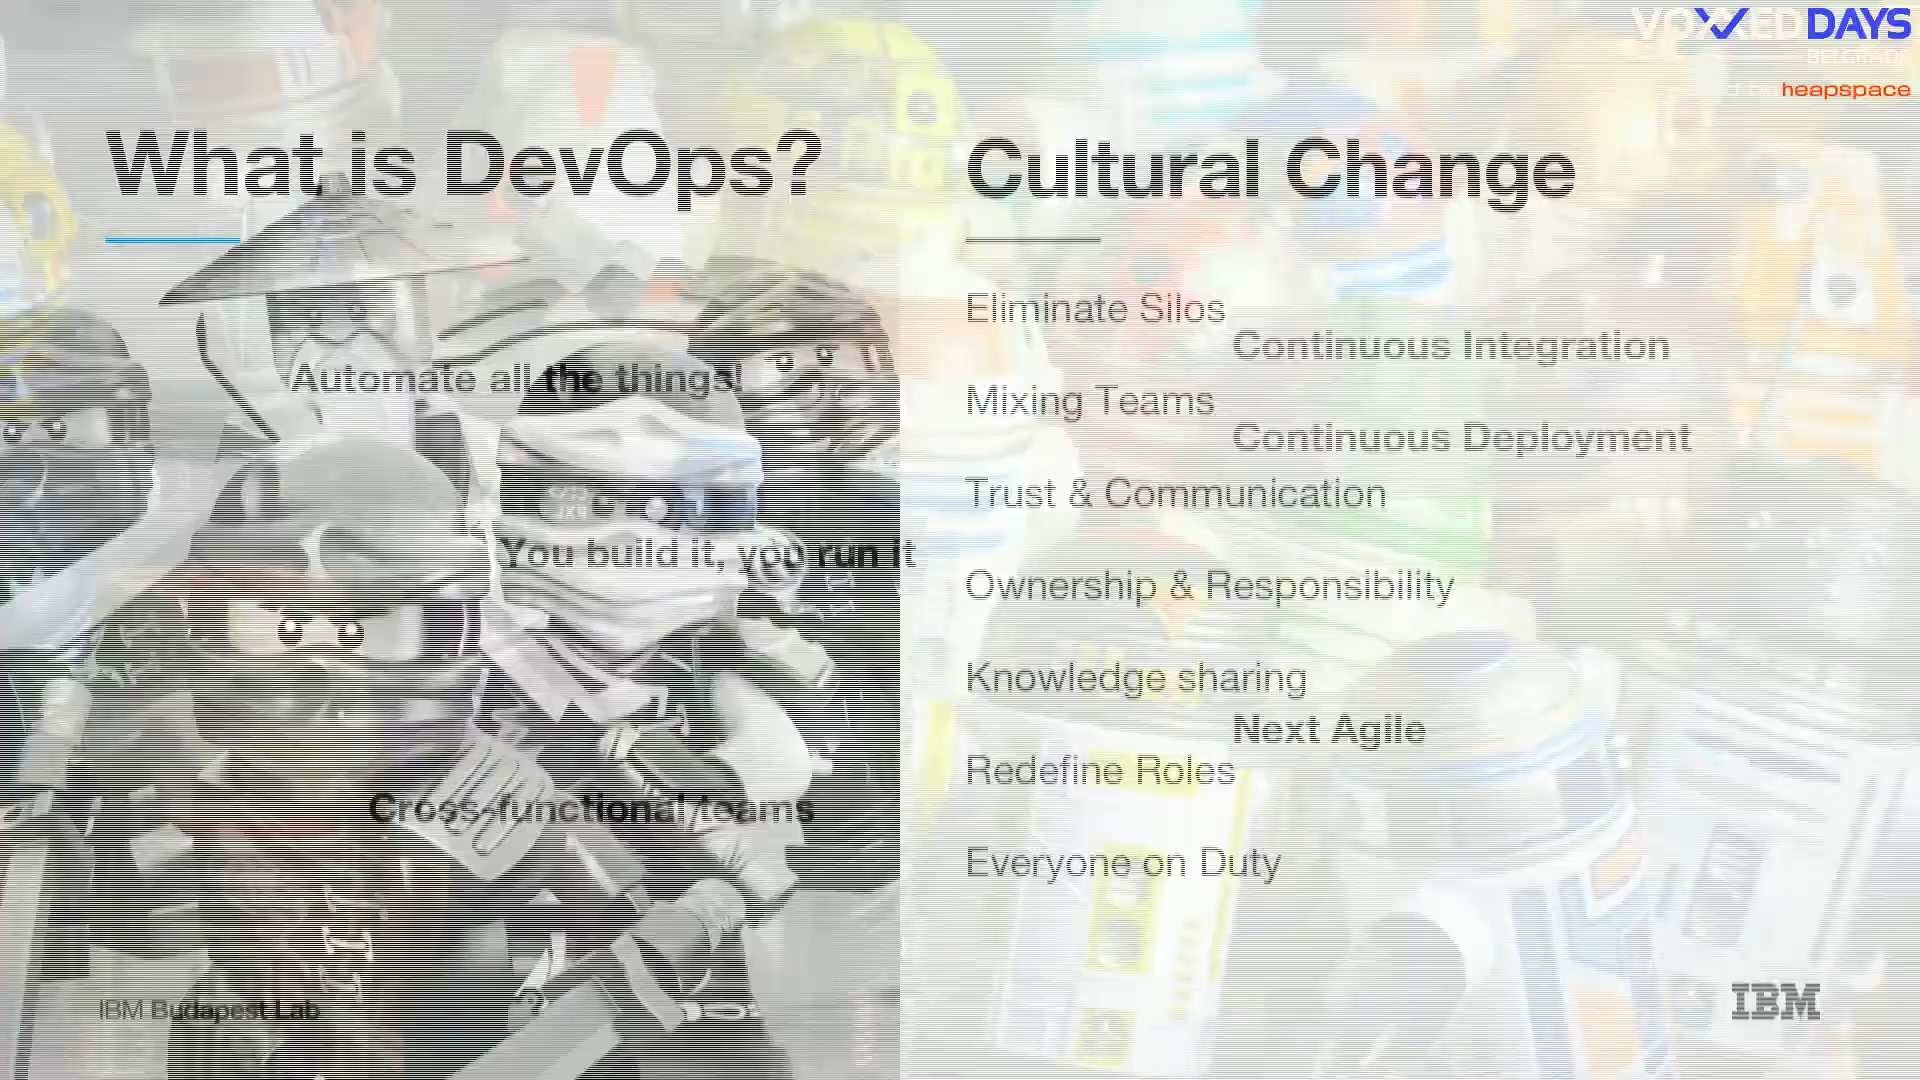 VOXXED DAYS
BELGRADE
heapspace
What is DevOps?
Automate all the things!
You build it, you run it
Cross-functional teams
Continuous Integration
Continuous Deployment
Next Agile
Cultural Change
Eliminate Silos
Mixing Teams
Trust & Communication
Ownership & Responsibility
Knowledge sharing
Redefine Roles
Everyone on Duty
IBM Budapest Lab
IBM